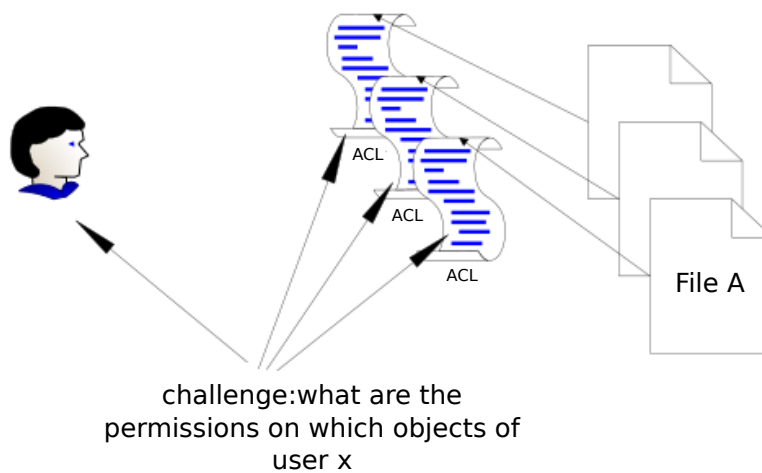 ACL
ACL
ACL
File A
challenge:what are the
permissions on which objects of
user x